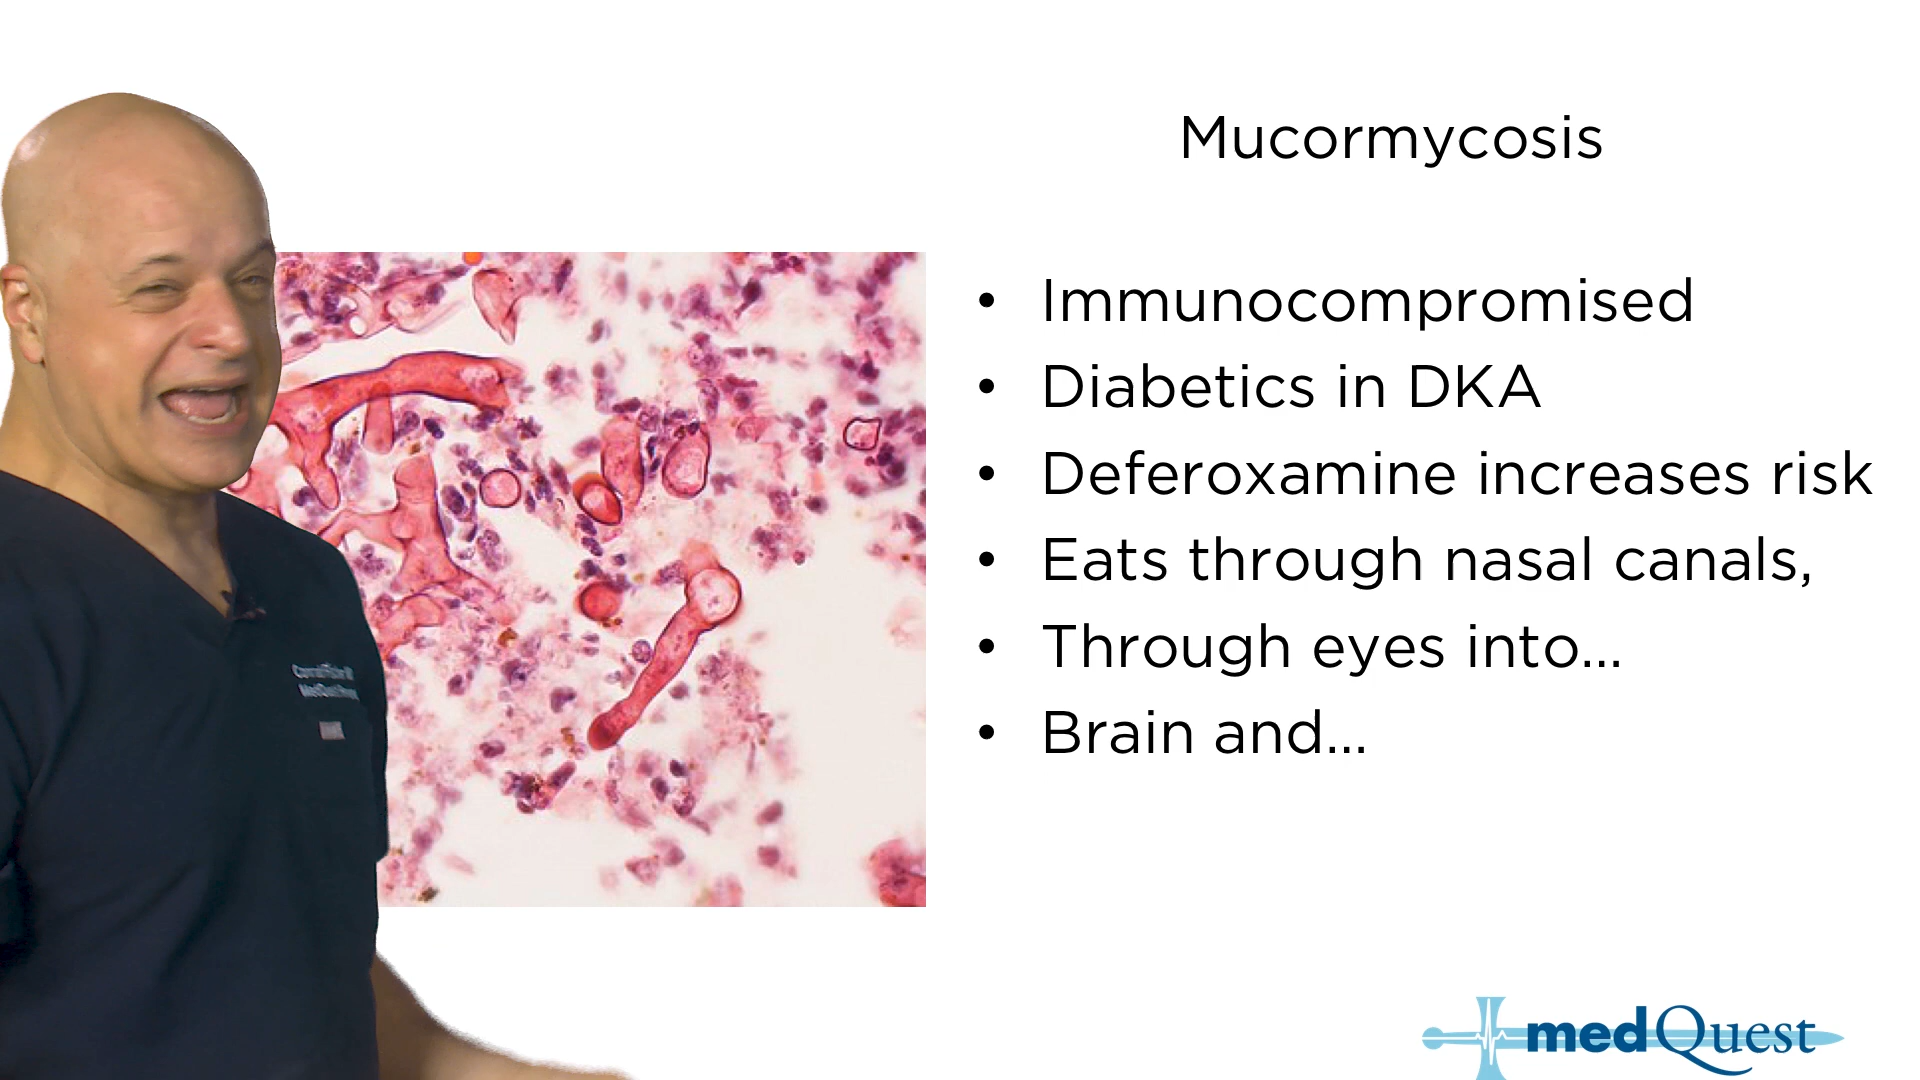 Mucormycosis
• Immunocompromised
• Diabetics in DKA
• Deferoxamine increases risk
• Eats through nasal canals,
• Through eyes into...
• Brain and...
medQuest